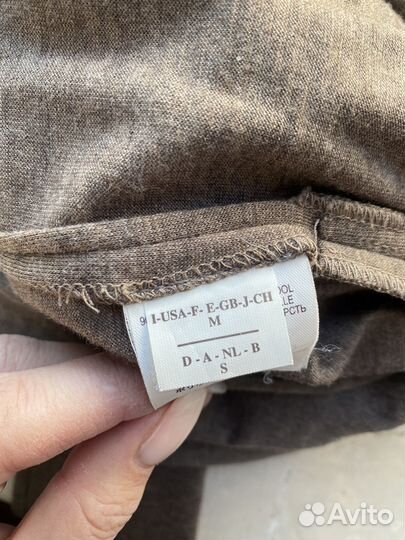 I-USA-F- E-GB-J-CH
M
D - A - NL - B
S
Avito